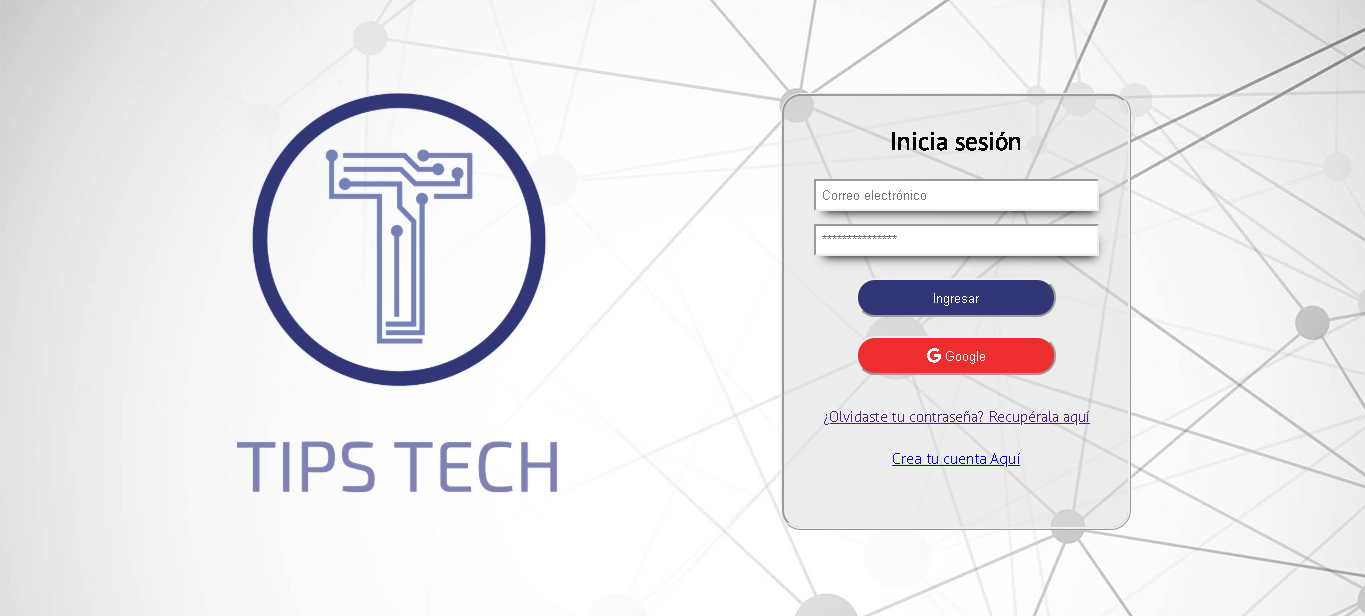 TIPS TECH
Inicia sesión
Correo electrónico
***************
Ingresar
Google
¿Olvidaste tu contraseña? Recupérala aquí
Crea tu cuenta Aquí